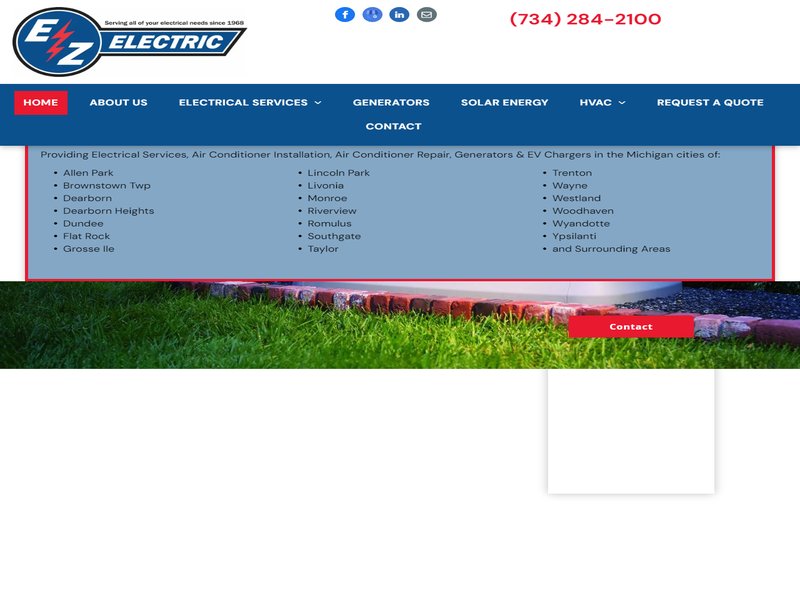 Serving all of your electrical needs since 1968
EZ ELECTRIC
(734) 284-2100
HOME
ABOUT US
ELECTRICAL SERVICES
GENERATORS
SOLAR ENERGY
HVAC
REQUEST A QUOTE
CONTACT
Providing Electrical Services, Air Conditioner Installation, Air Conditioner Repair, Generators & EV Chargers in the Michigan cities of:
• Allen Park
• Brownstown Twp
• Dearborn
• Dearborn Heights
• Dundee
• Flat Rock
• Grosse Ile
• Lincoln Park
• Livonia
• Monroe
• Riverview
• Romulus
• Southgate
• Taylor
• Trenton
• Wayne
• Westland
• Woodhaven
• Wyandotte
• Ypsilanti
• and Surrounding Areas
Contact